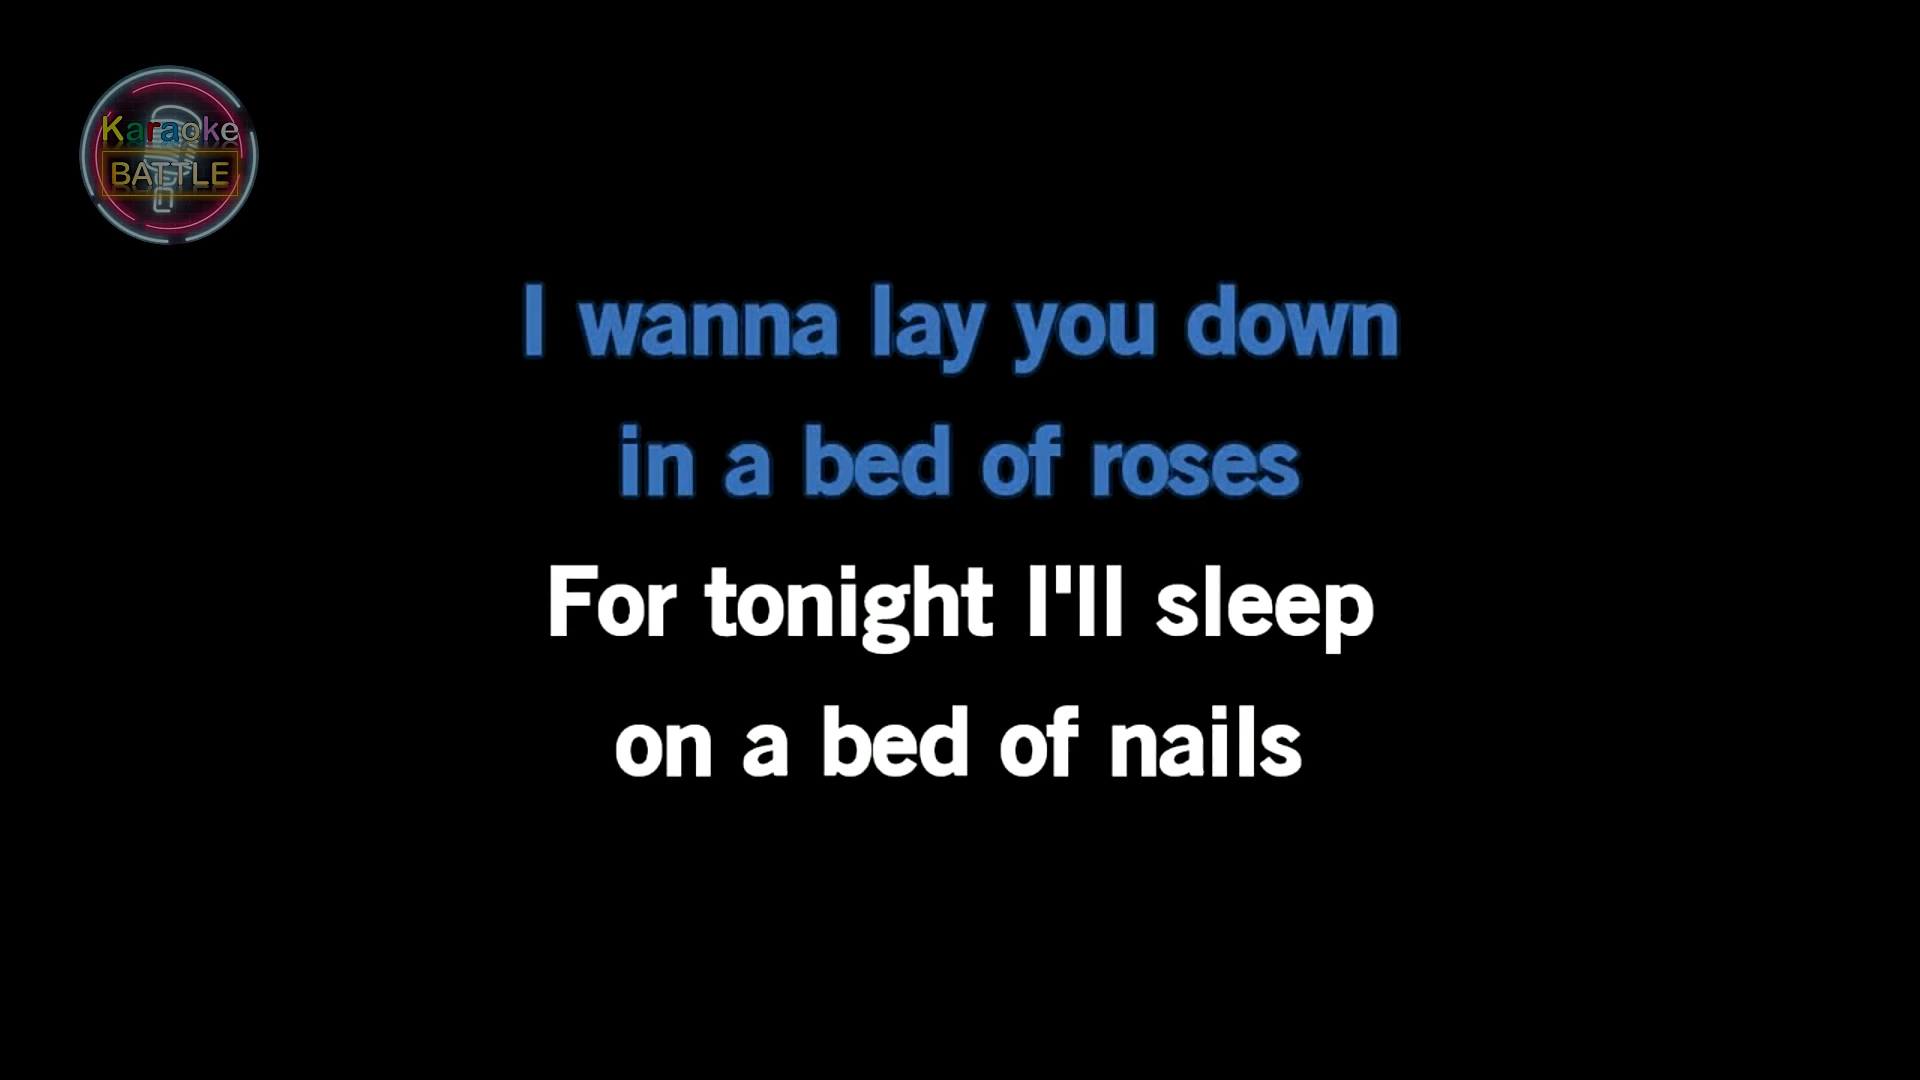 Karaoke
BATTLE
I wanna lay you down
in a bed of roses
For tonight I'll sleep
on a bed of nails